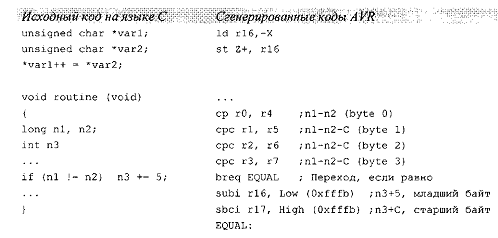 Исходный код на языке C Сгенерированные коды AVR
unsigned char *var1; ld r16,-X
unsigned char *var2; st Z+, r16
*var1++ = *var2;
void routine (void) ...
{ cp r0, r4 ;n1-n2 (byte 0)
long n1, n2; cpc r1, r5 ;n1-n2-C (byte 1)
int n3 cpc r2, r6 ;n1-n2-C (byte 2)
... cpc r3, r7 ;n1-n2-C (byte 3)
if (n1 != n2) n3 += 5; breq EQUAL ; Переход, если равно
... subi r16, Low (0xfffb) ;n3+5, младший байт
} sbci r17, High (0xfffb) ;n3+C, старший байт
EQUAL: